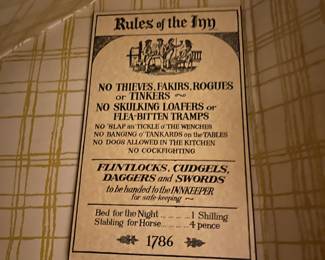 Rules of the Inn
NO THIEVES, FAKIRS, ROGUES
or TINKERS
NO SKULKING LOAFERS or
FLEA-BITTEN TRAMPS
NO 'SLAP an' TICKLE O' THE WENCHES
NO BANGING O' TANKARDS on the TABLES
NO DOGS ALLOWED IN THE KITCHEN
NO COCKFIGHTING
FLINTLOCKS, CUDGELS,
DAGGERS and SWORDS
to be handed to the INNKEEPER
for safe-keeping
Bed for the Night ........ 1 Shilling
Stabling for Horse ....... 4 pence
1786